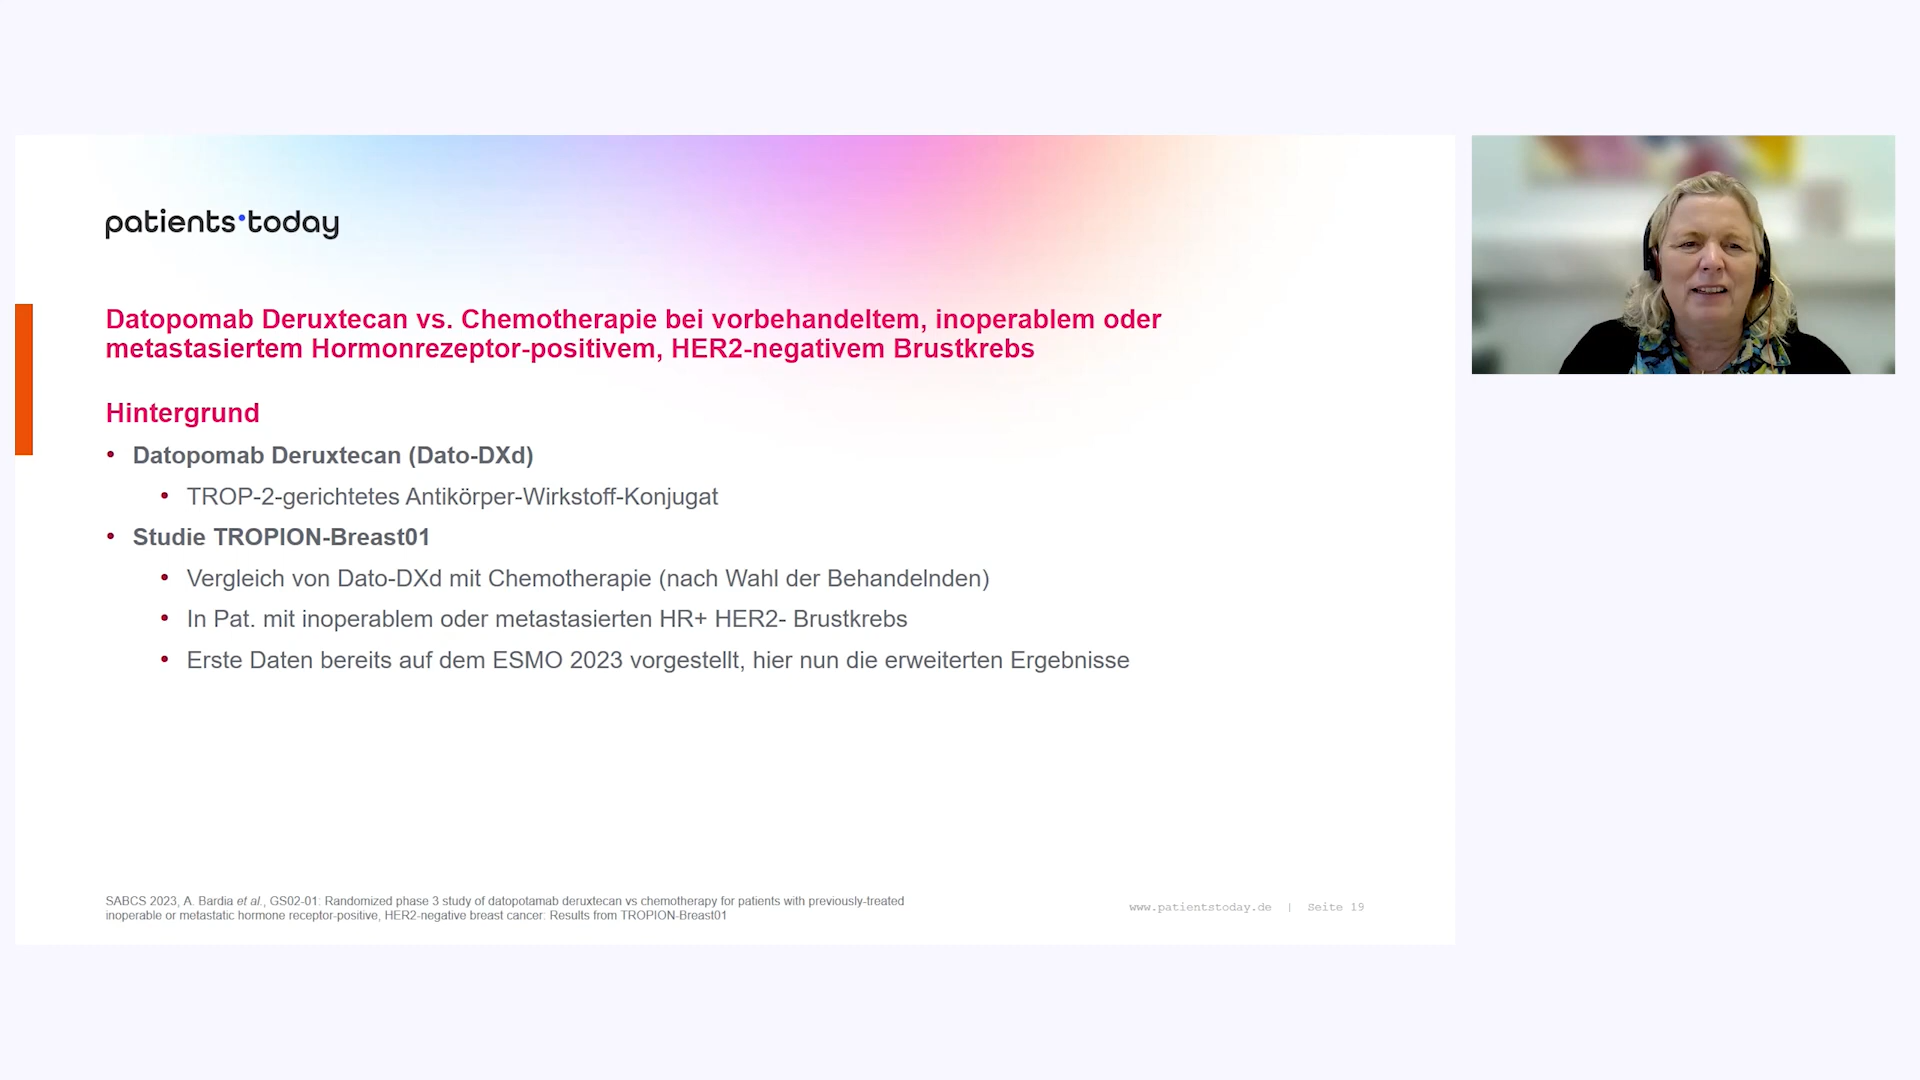 patients•today
Datopomab Deruxtecan vs. Chemotherapie bei vorbehandeltem, inoperablem oder
metastasiertem Hormonrezeptor-positivem, HER2-negativem Brustkrebs
Hintergrund
• Datopomab Deruxtecan (Dato-DXd)
• TROP-2-gerichtetes Antikörper-Wirkstoff-Konjugat
• Studie TROPION-Breast01
• Vergleich von Dato-DXd mit Chemotherapie (nach Wahl der Behandelnden)
• In Pat. mit inoperablem oder metastasierten HR+ HER2- Brustkrebs
• Erste Daten bereits auf dem ESMO 2023 vorgestellt, hier nun die erweiterten Ergebnisse
SABCS 2023, A. Bardia et al., GS02-01: Randomized phase 3 study of datopotamab deruxtecan vs chemotherapy for patients with previously-treated
inoperable or metastatic hormone receptor-positive, HER2-negative breast cancer: Results from TROPION-Breast01
www.patientstoday.de | Seite 19